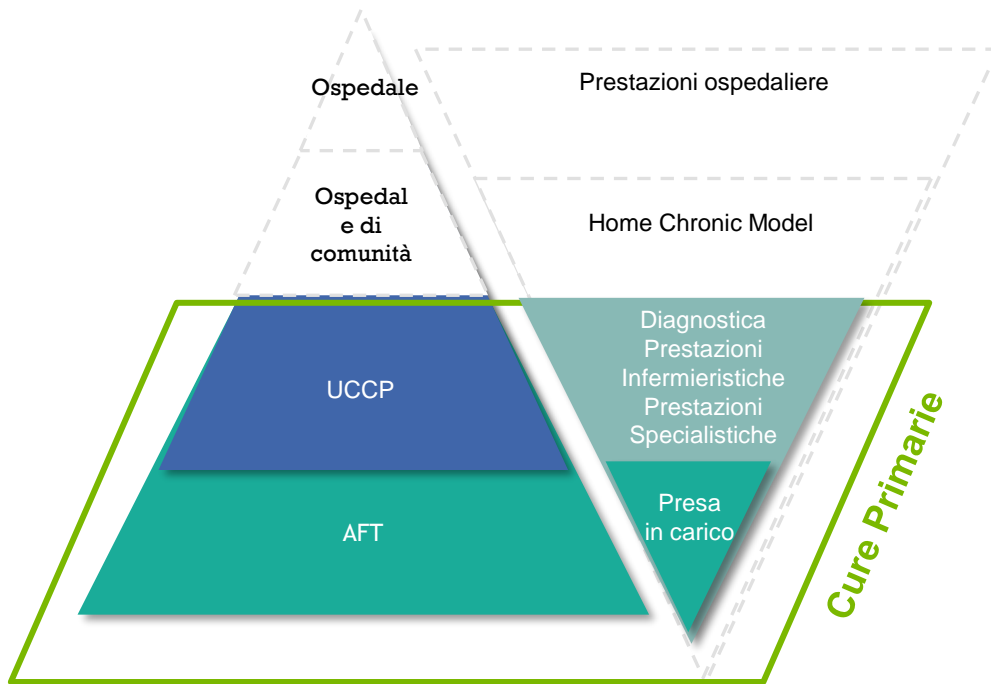 Ospedale
Prestazioni ospedaliere
Ospedal
e di
comunità
Home Chronic Model
Diagnostica
Prestazioni
Infermieristiche
Prestazioni
Specialistiche
UCCP
Presa
in carico
AFT
Cure Primarie